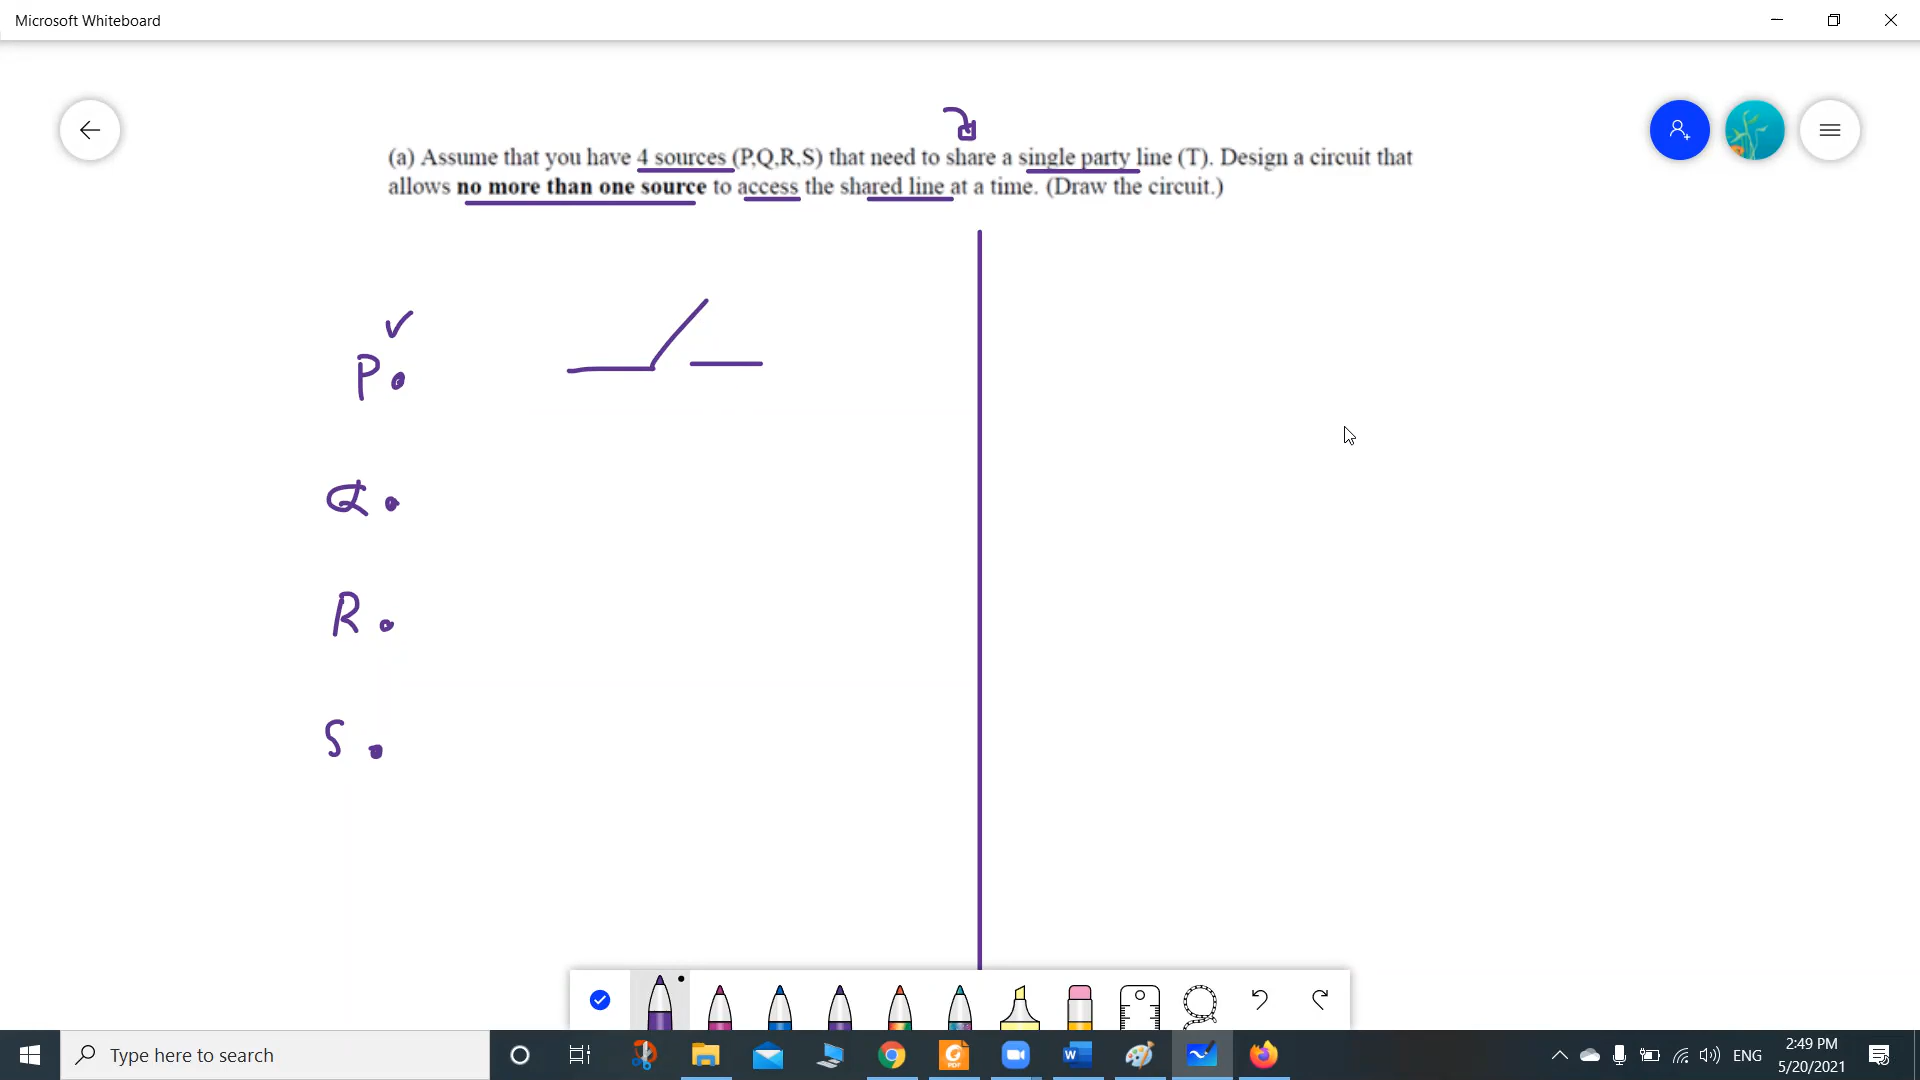 Microsoft Whiteboard
(a) Assume that you have 4 sources (P,Q,R,S) that need to share a single party line (T). Design a circuit that
allows no more than one source to access the shared line at a time. (Draw the circuit.)
P
Q
R
S
PDF
W
Type here to search
ENG
2:49 PM
5/20/2021